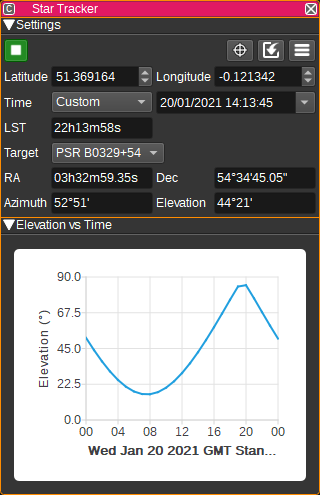 C Star Tracker
Settings
Latitude 51.369164 Longitude -0.121342
Time Custom 20/01/2021 14:13:45
LST 22h13m58s
Target PSR B0329+54
RA 03h32m59.35s Dec 54°34'45.05"
Azimuth 52°51' Elevation 44°21'
Elevation vs Time
Elevation (°)
90.0
67.5
45.0
22.5
0.0
00 04 08 12 16 20 00
Wed Jan 20 2021 GMT Stan...